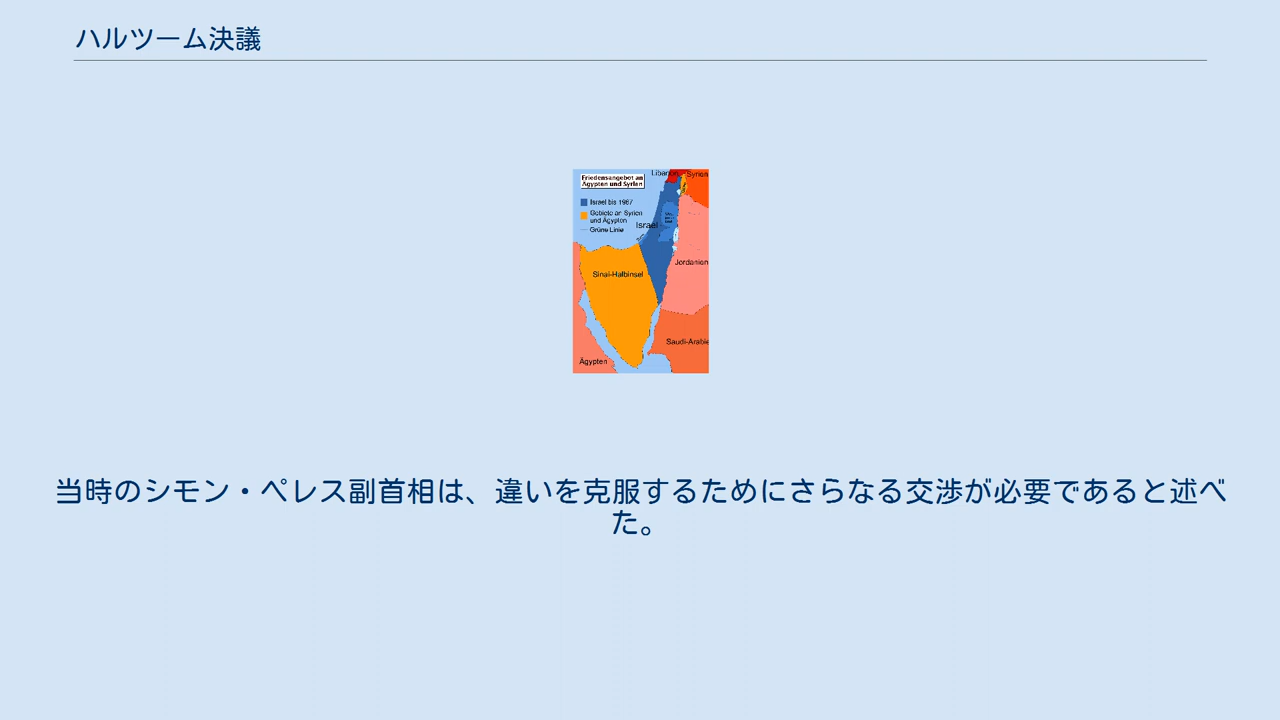 ハルツーム決議
Friedensangebot an
Ägypten und Syrien
Israel bis 1967
Gebiete an Syrien
und Ägypten
Grüne Linie
Libanon
Syrien
Israel
Sinai-Halbinsel
Jordanien
Saudi-Arabie
Ägypten
当時のシモン・ペレス副首相は、違いを克服するためにさらなる交渉が必要であると述べ
た。